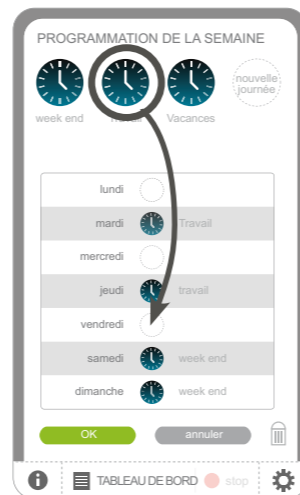 PROGRAMMATION DE LA SEMAINE
nouvelle
journée
week end Travail Vacances
lundi
mardi Travail
mercredi
jeudi travail
vendredi
samedi week end
dimanche week end
OK annuler
TABLEAU DE BORD stop